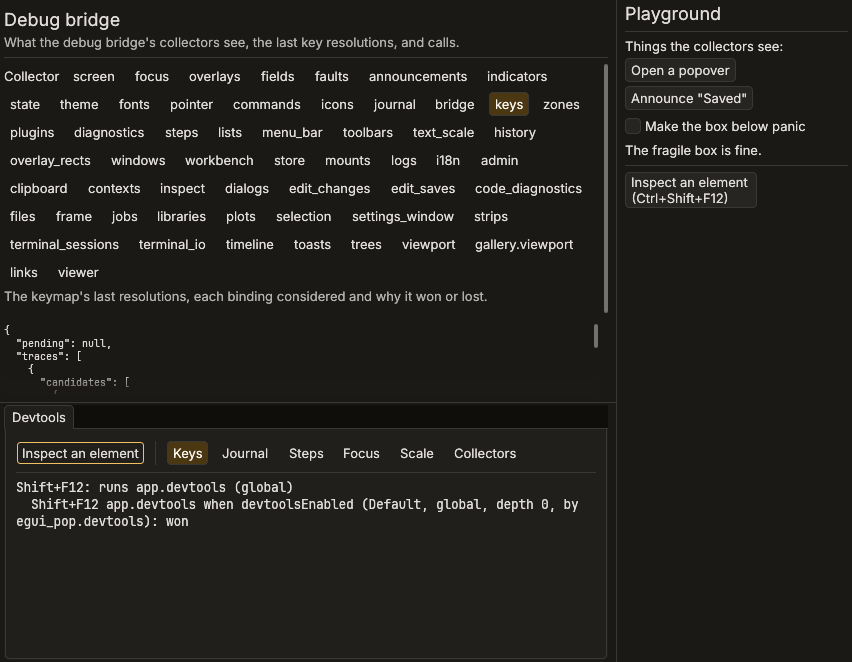 Debug bridge
What the debug bridge's collectors see, the last key resolutions, and calls.
Collector screen focus overlays fields faults announcements indicators
state theme fonts pointer commands icons journal bridge keys zones
plugins diagnostics steps lists menu_bar toolbars text_scale history
overlay_rects windows workbench store mounts logs i18n admin
clipboard contexts inspect dialogs edit_changes edit_saves code_diagnostics
files frame jobs libraries plots selection settings_window strips
terminal_sessions terminal_io timeline toasts trees viewport gallery.viewport
links viewer
The keymap's last resolutions, each binding considered and why it won or lost.
{
"pending": null,
"traces": [
{
"candidates": [
{
Devtools
Inspect an element Keys Journal Steps Focus Scale Collectors
Shift+F12: runs app.devtools (global)
Shift+F12 app.devtools when devtoolsEnabled (Default, global, depth 0, by
egui_pop.devtools): won
Playground
Things the collectors see:
Open a popover
Announce "Saved"
Make the box below panic
The fragile box is fine.
Inspect an element
(Ctrl+Shift+F12)